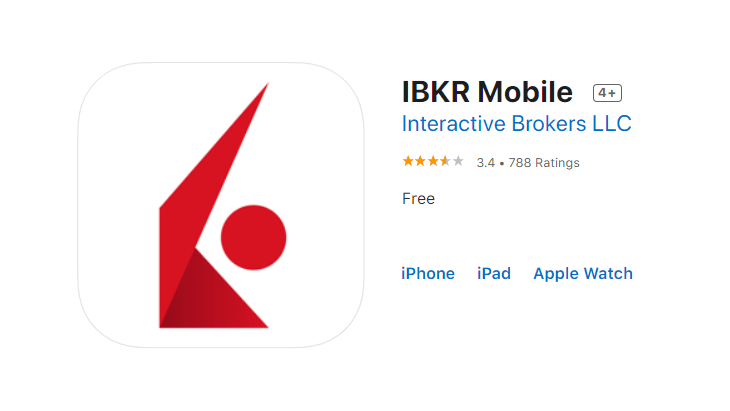 IBKR Mobile 4+
Interactive Brokers LLC
3.4 • 788 Ratings
Free
iPhone iPad Apple Watch